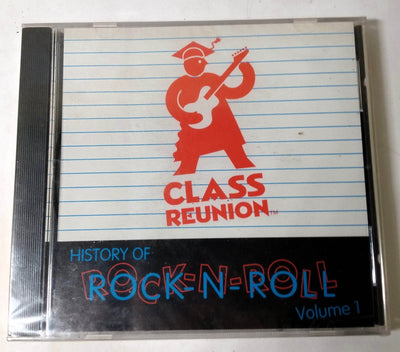 CLASS
REUNION™
HISTORY OF
ROCK-N-ROLL
Volume 1